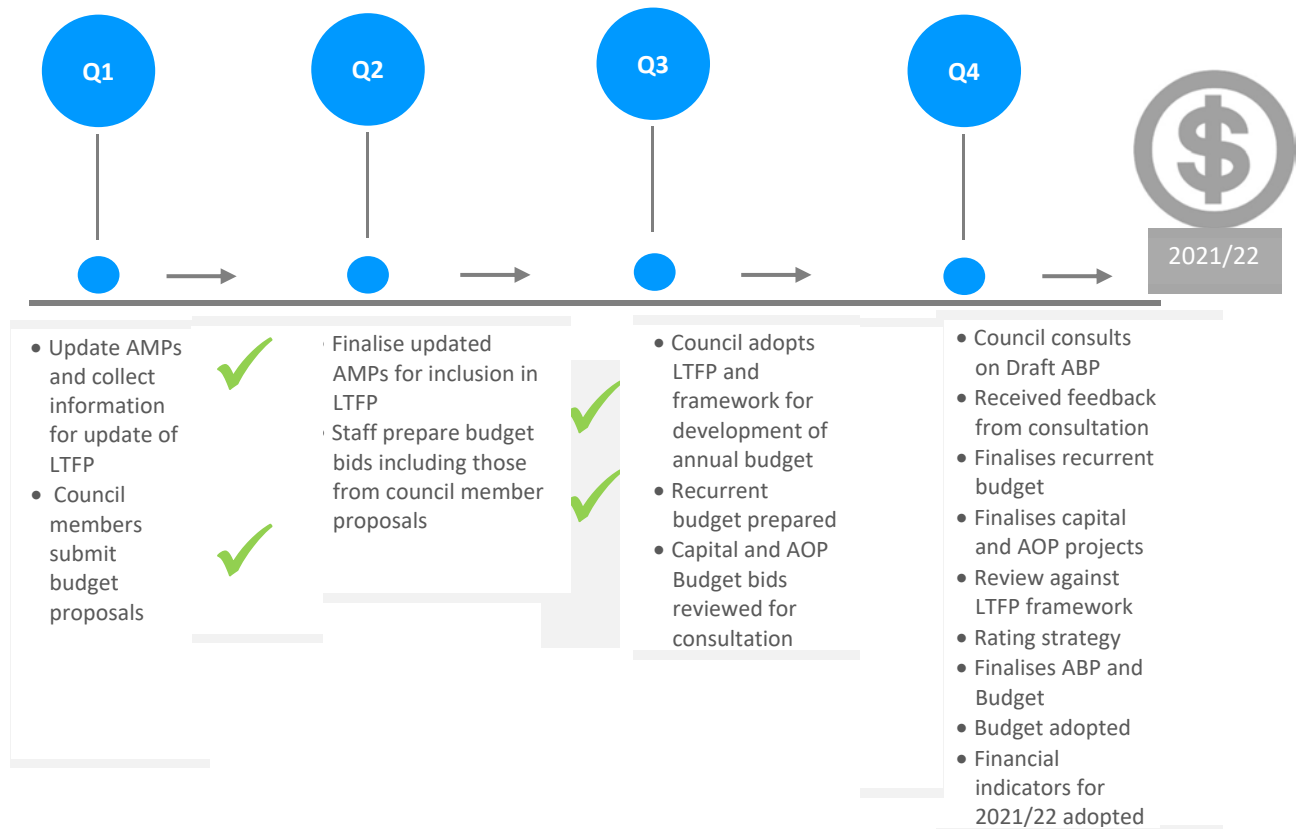 Q1
Q2
Q3
Q4
$
2021/22
• Update AMPs
and collect
information
for update of
LTFP
• Council
members
submit
budget
proposals
Finalise updated
AMPs for inclusion in
LTFP
Staff prepare budget
bids including those
from council member
proposals
• Council adopts
LTFP and
framework for
development of
annual budget
• Recurrent
budget prepared
• Capital and AOP
Budget bids
reviewed for
consultation
• Council consults
on Draft ABP
• Received feedback
from consultation
• Finalises recurrent
budget
• Finalises capital
and AOP projects
• Review against
LTFP framework
• Rating strategy
• Finalises ABP and
Budget
• Budget adopted
• Financial
indicators for
2021/22 adopted